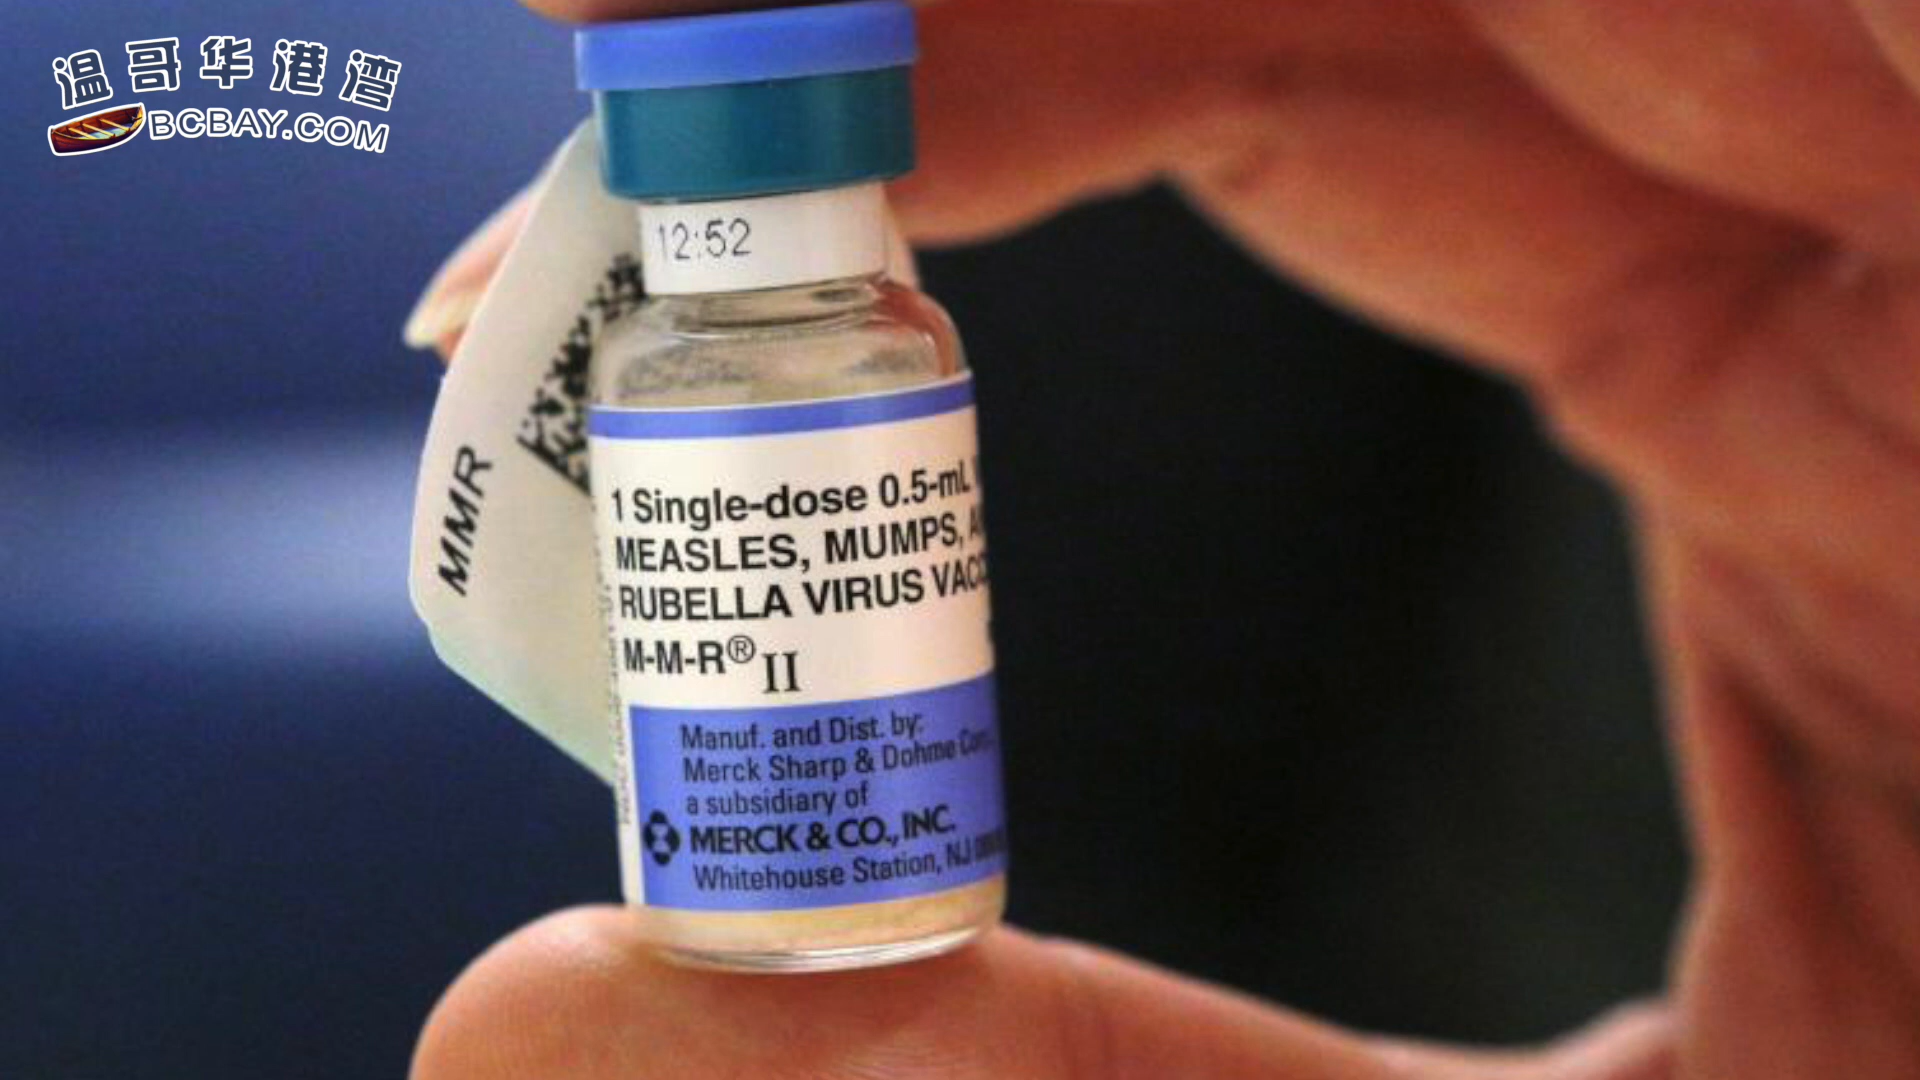 温哥华港湾
BCBAY.COM
12:52
MMR
1 Single-dose 0.5-mL
MEASLES, MUMPS,
RUBELLA VIRUS
M-M-R® II
Manuf. and Dist. by:
Merck Sharp & Dohme
a subsidiary of
MERCK & CO., INC.
Whitehouse Station, NJ